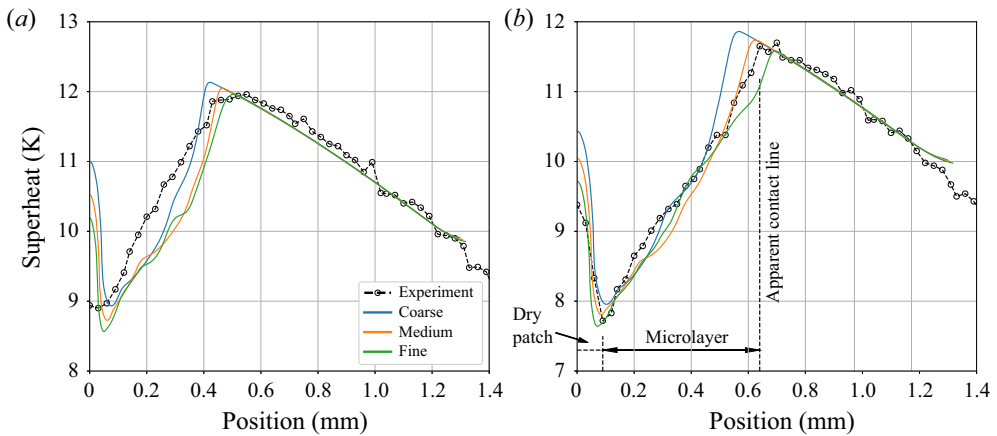 (a)
13
12
11
10
9
8
Superheat (K)
0 0.2 0.4 0.6 0.8 1.0 1.2 1.4
Position (mm)
Experiment
Coarse
Medium
Fine
(b)
12
11
10
9
8
7
0 0.2 0.4 0.6 0.8 1.0 1.2 1.4
Position (mm)
Dry
patch
Microlayer
Apparent contact line